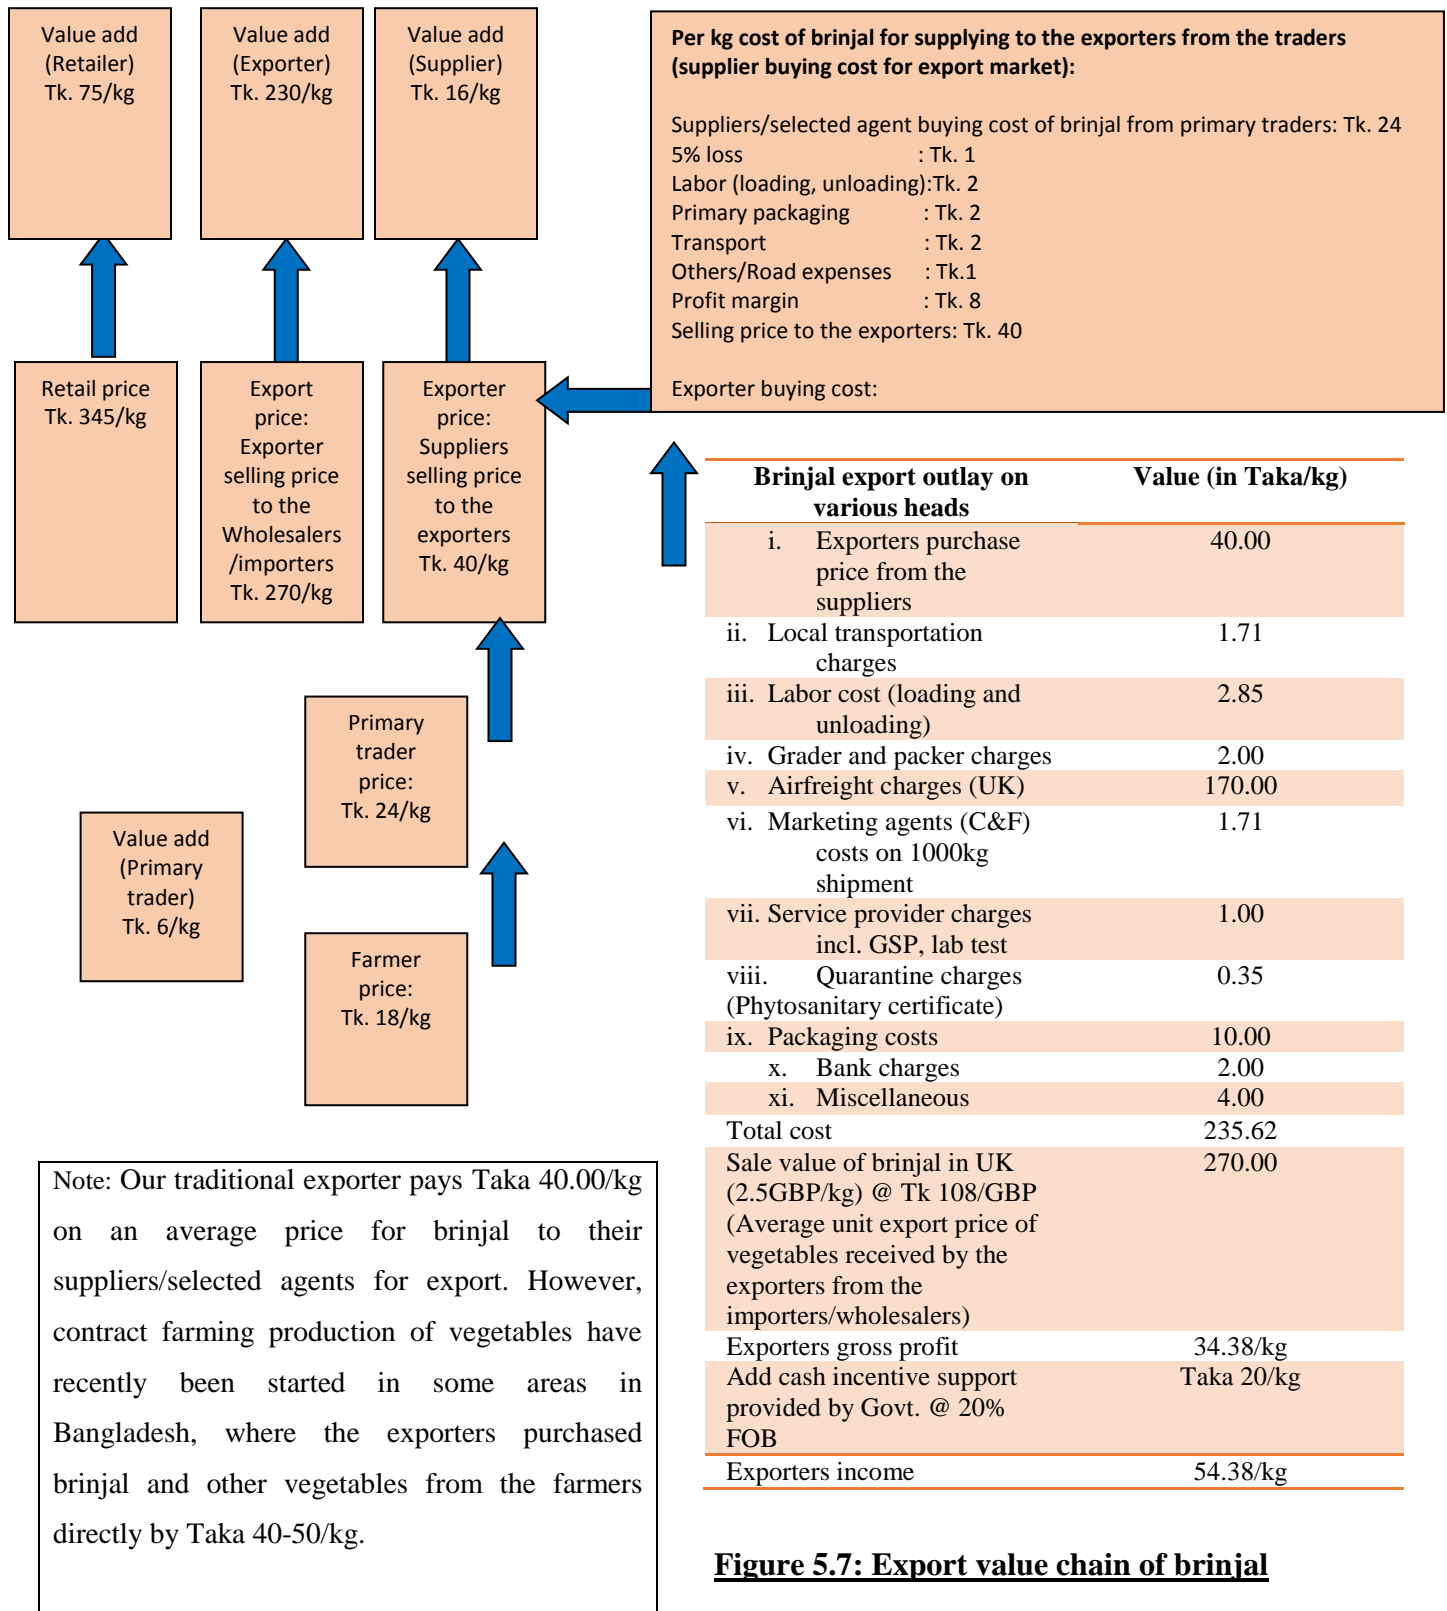 Value add
(Retailer)
Tk. 75/kg
Value add
(Exporter)
Tk. 230/kg
Value add
(Supplier)
Tk. 16/kg
Per kg cost of brinjal for supplying to the exporters from the traders
(supplier buying cost for export market):
Suppliers/selected agent buying cost of brinjal from primary traders: Tk. 24
5% loss : Tk. 1
Labor (loading, unloading):Tk. 2
Primary packaging : Tk. 2
Transport : Tk. 2
Others/Road expenses : Tk.1
Profit margin : Tk. 8
Selling price to the exporters: Tk. 40
Exporter buying cost:
Retail price
Tk. 345/kg
Export
price:
Exporter
selling price
to the
Wholesalers
/importers
Tk. 270/kg
Exporter
price:
Suppliers
selling price
to the
exporters
Tk. 40/kg
Primary
trader
price:
Tk. 24/kg
Value add
(Primary
trader)
Tk. 6/kg
Farmer
price:
Tk. 18/kg
Brinjal export outlay on Value (in Taka/kg)
various heads
i. Exporters purchase 40.00
price from the
suppliers
ii. Local transportation 1.71
charges
iii. Labor cost (loading and 2.85
unloading)
iv. Grader and packer charges 2.00
v. Airfreight charges (UK) 170.00
vi. Marketing agents (C&F) 1.71
costs on 1000kg
shipment
vii. Service provider charges 1.00
incl. GSP, lab test
viii. Quarantine charges 0.35
(Phytosanitary certificate)
ix. Packaging costs 10.00
x. Bank charges 2.00
xi. Miscellaneous 4.00
Total cost 235.62
Sale value of brinjal in UK 270.00
(2.5GBP/kg) @ Tk 108/GBP
(Average unit export price of
vegetables received by the
exporters from the
importers/wholesalers)
Exporters gross profit 34.38/kg
Add cash incentive support Taka 20/kg
provided by Govt. @ 20%
FOB
Exporters income 54.38/kg
Note: Our traditional exporter pays Taka 40.00/kg
on an average price for brinjal to their
suppliers/selected agents for export. However,
contract farming production of vegetables have
recently been started in some areas in
Bangladesh, where the exporters purchased
brinjal and other vegetables from the farmers
directly by Taka 40-50/kg.
Figure 5.7: Export value chain of brinjal